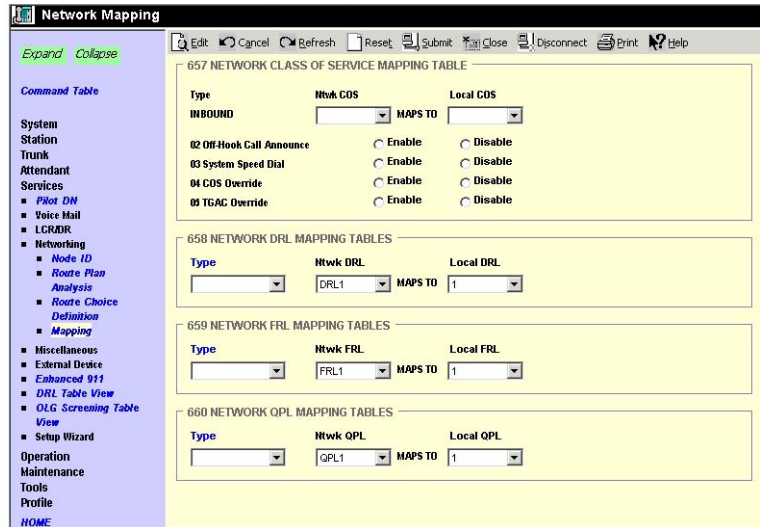 Network Mapping
Edit Cancel Refresh Reset Submit Close Disconnect Print Help
Expand Collapse
Command Table
System
Station
Trunk
Attendant
Services
Pilot DN
Voice Mail
LCR/DR
Networking
Node ID
Route Plan
Analysis
Route Choice
Definition
Mapping
Miscellaneous
External Device
Enhanced 911
DRL Table View
OLG Screening Table
View
Setup Wizard
Operation
Maintenance
Tools
Profile
HOME
657 NETWORK CLASS OF SERVICE MAPPING TABLE
Type Ntwk COS Local COS
INBOUND MAPS TO
02 Off-Hook Call Announce Enable Disable
03 System Speed Dial Enable Disable
04 COS Override Enable Disable
05 TGAC Override Enable Disable
658 NETWORK DRL MAPPING TABLES
Type Ntwk DRL Local DRL
DRL1 MAPS TO 1
659 NETWORK FRL MAPPING TABLES
Type Ntwk FRL Local FRL
FRL1 MAPS TO 1
660 NETWORK QPL MAPPING TABLES
Type Ntwk QPL Local QPL
QPL1 MAPS TO 1